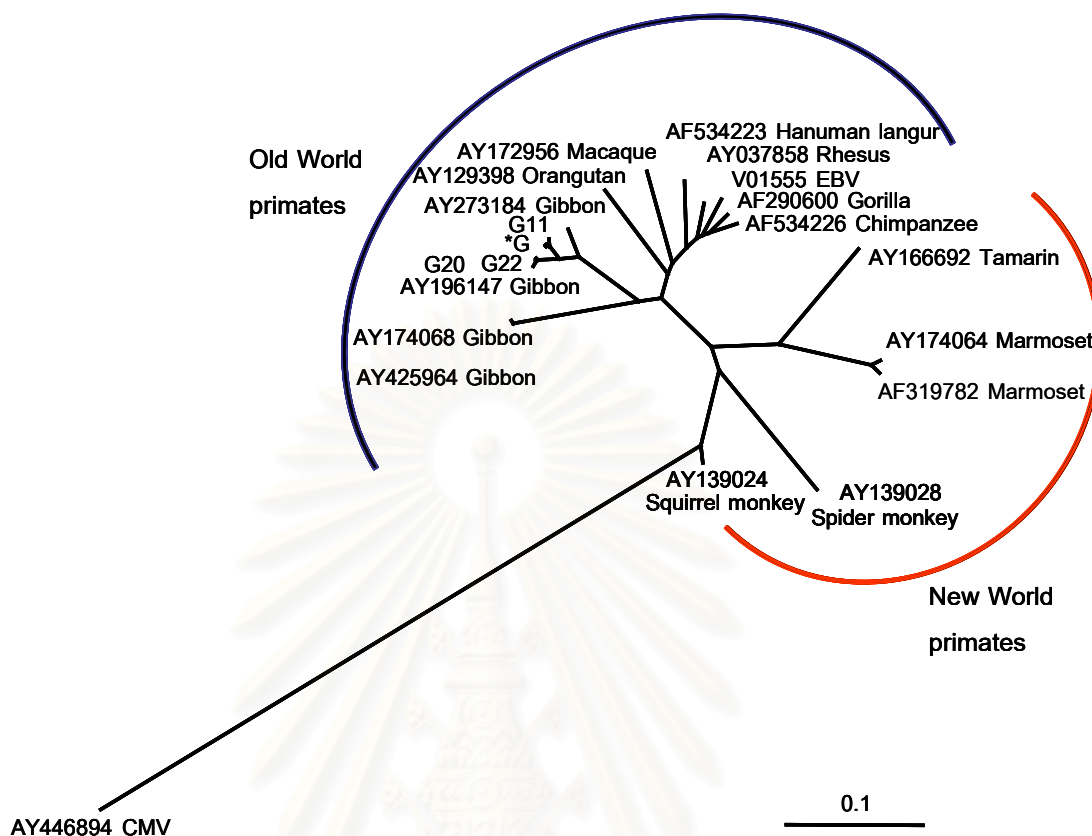 AF534223 Hanuman langur
Old World
primates
AY172956 Macaque
AY037858 Rhesus
AY129398 Orangutan
V01555 EBV
AY273184 Gibbon
AF290600 Gorilla
G11
AF534226 Chimpanzee
*G
G20 G22
AY166692 Tamarin
AY196147 Gibbon
AY174068 Gibbon
AY174064 Marmoset
AY425964 Gibbon
AF319782 Marmoset
AY139024
Squirrel monkey
AY139028
Spider monkey
New World
primates
0.1
AY446894 CMV